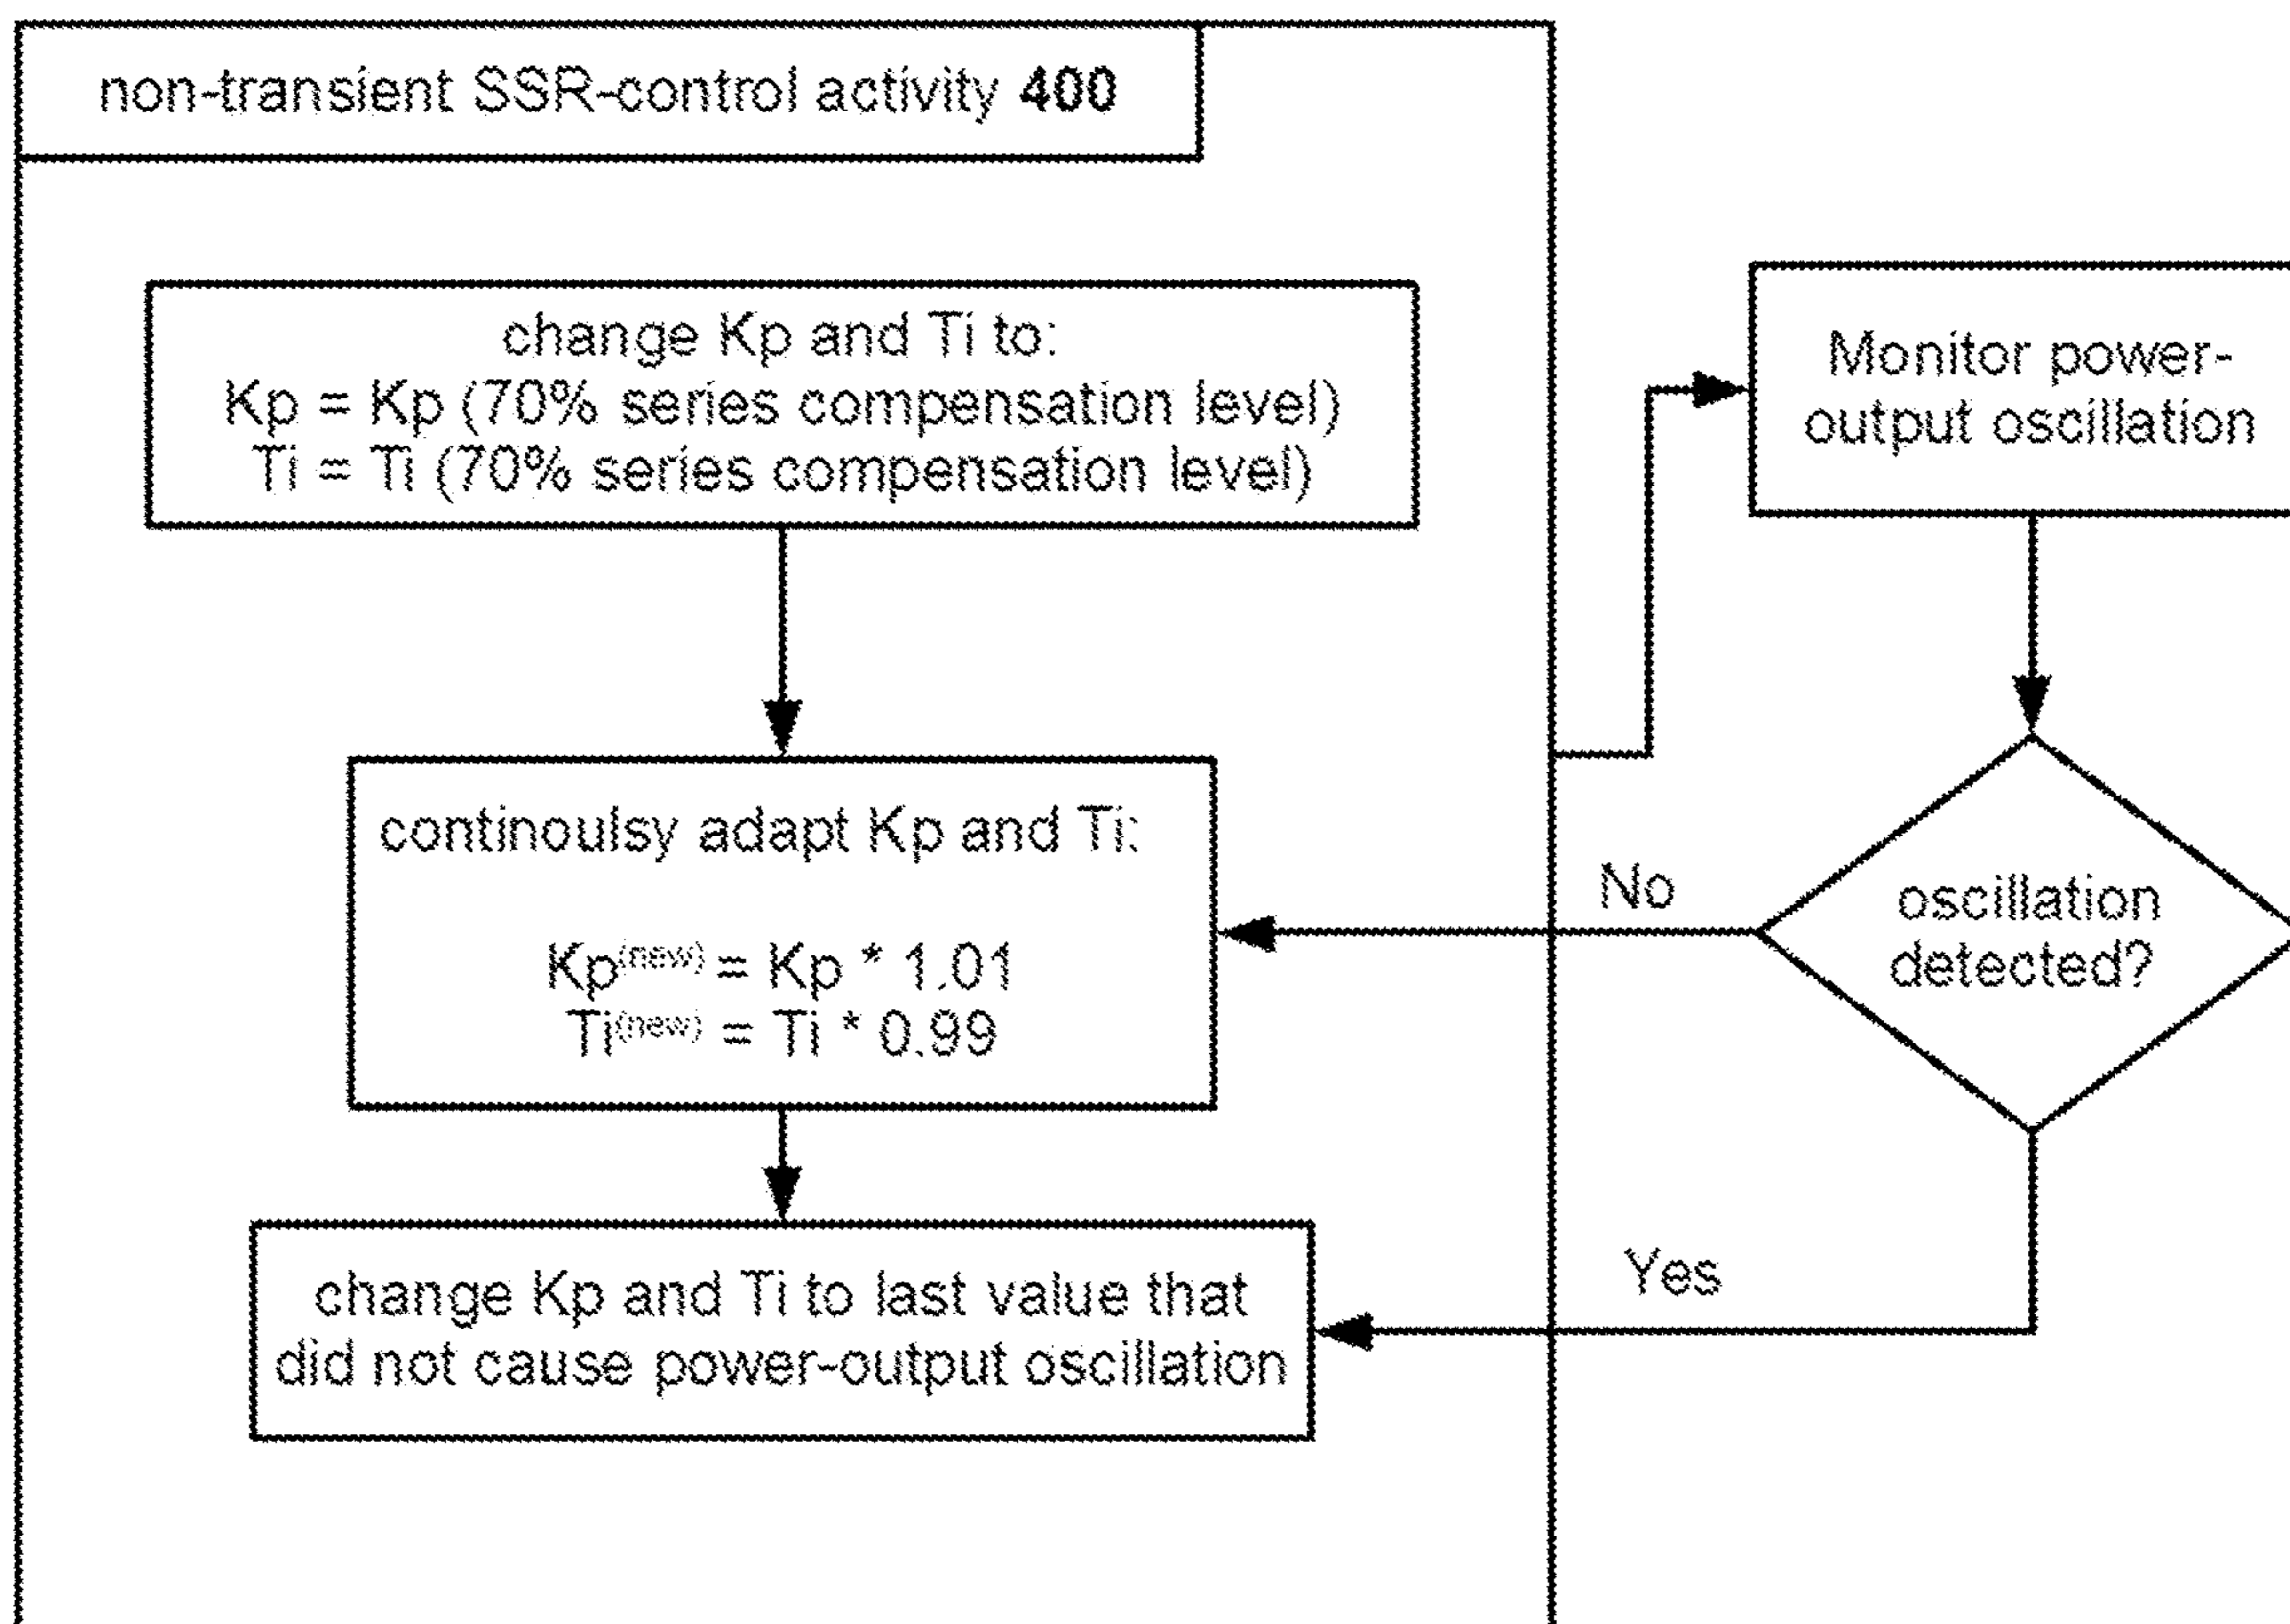 non-transient SSR-control activity 400
change Kp and Ti to:
Kp = Kp (70% series compensation level)
Ti = Ti (70% series compensation level)
continoulsy adapt Kp and Ti:
Kp(new) = Kp * 1.01
Ti(new) = Ti * 0.99
change Kp and Ti to last value that
did not cause power-output oscillation
Monitor power-
output oscillation
oscillation
detected?
No
Yes